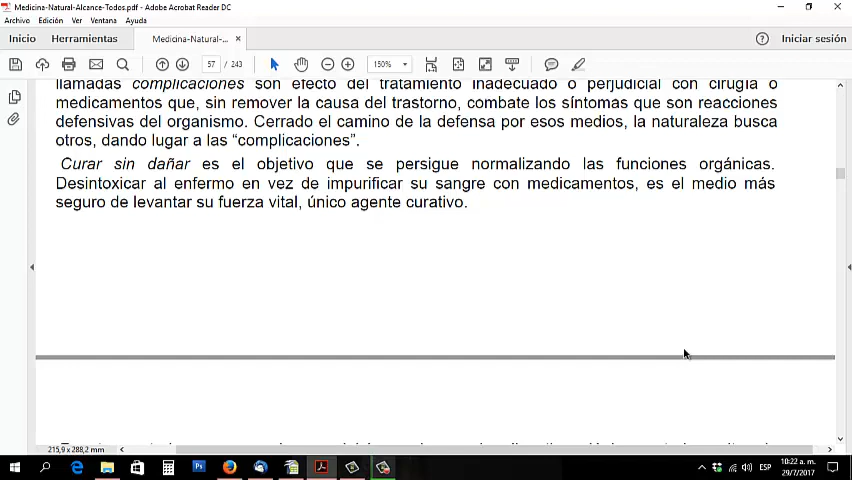 Medicina-Natural-Alcance-Todos.pdf - Adobe Acrobat Reader DC
Archivo Edición Ver Ventana Ayuda
Inicio Herramientas Medicina-Natural-... × Iniciar sesión
57 / 243 150%
llamadas complicaciones son efecto del tratamiento inadecuado o perjudicial con cirugía o
medicamentos que, sin remover la causa del trastorno, combate los síntomas que son reacciones
defensivas del organismo. Cerrado el camino de la defensa por esos medios, la naturaleza busca
otros, dando lugar a las “complicaciones”.
Curar sin dañar es el objetivo que se persigue normalizando las funciones orgánicas.
Desintoxicar al enfermo en vez de impurificar su sangre con medicamentos, es el medio más
seguro de levantar su fuerza vital, único agente curativo.
215,9 x 288,2 mm
ESP 10:22 a. m.
29/7/2017